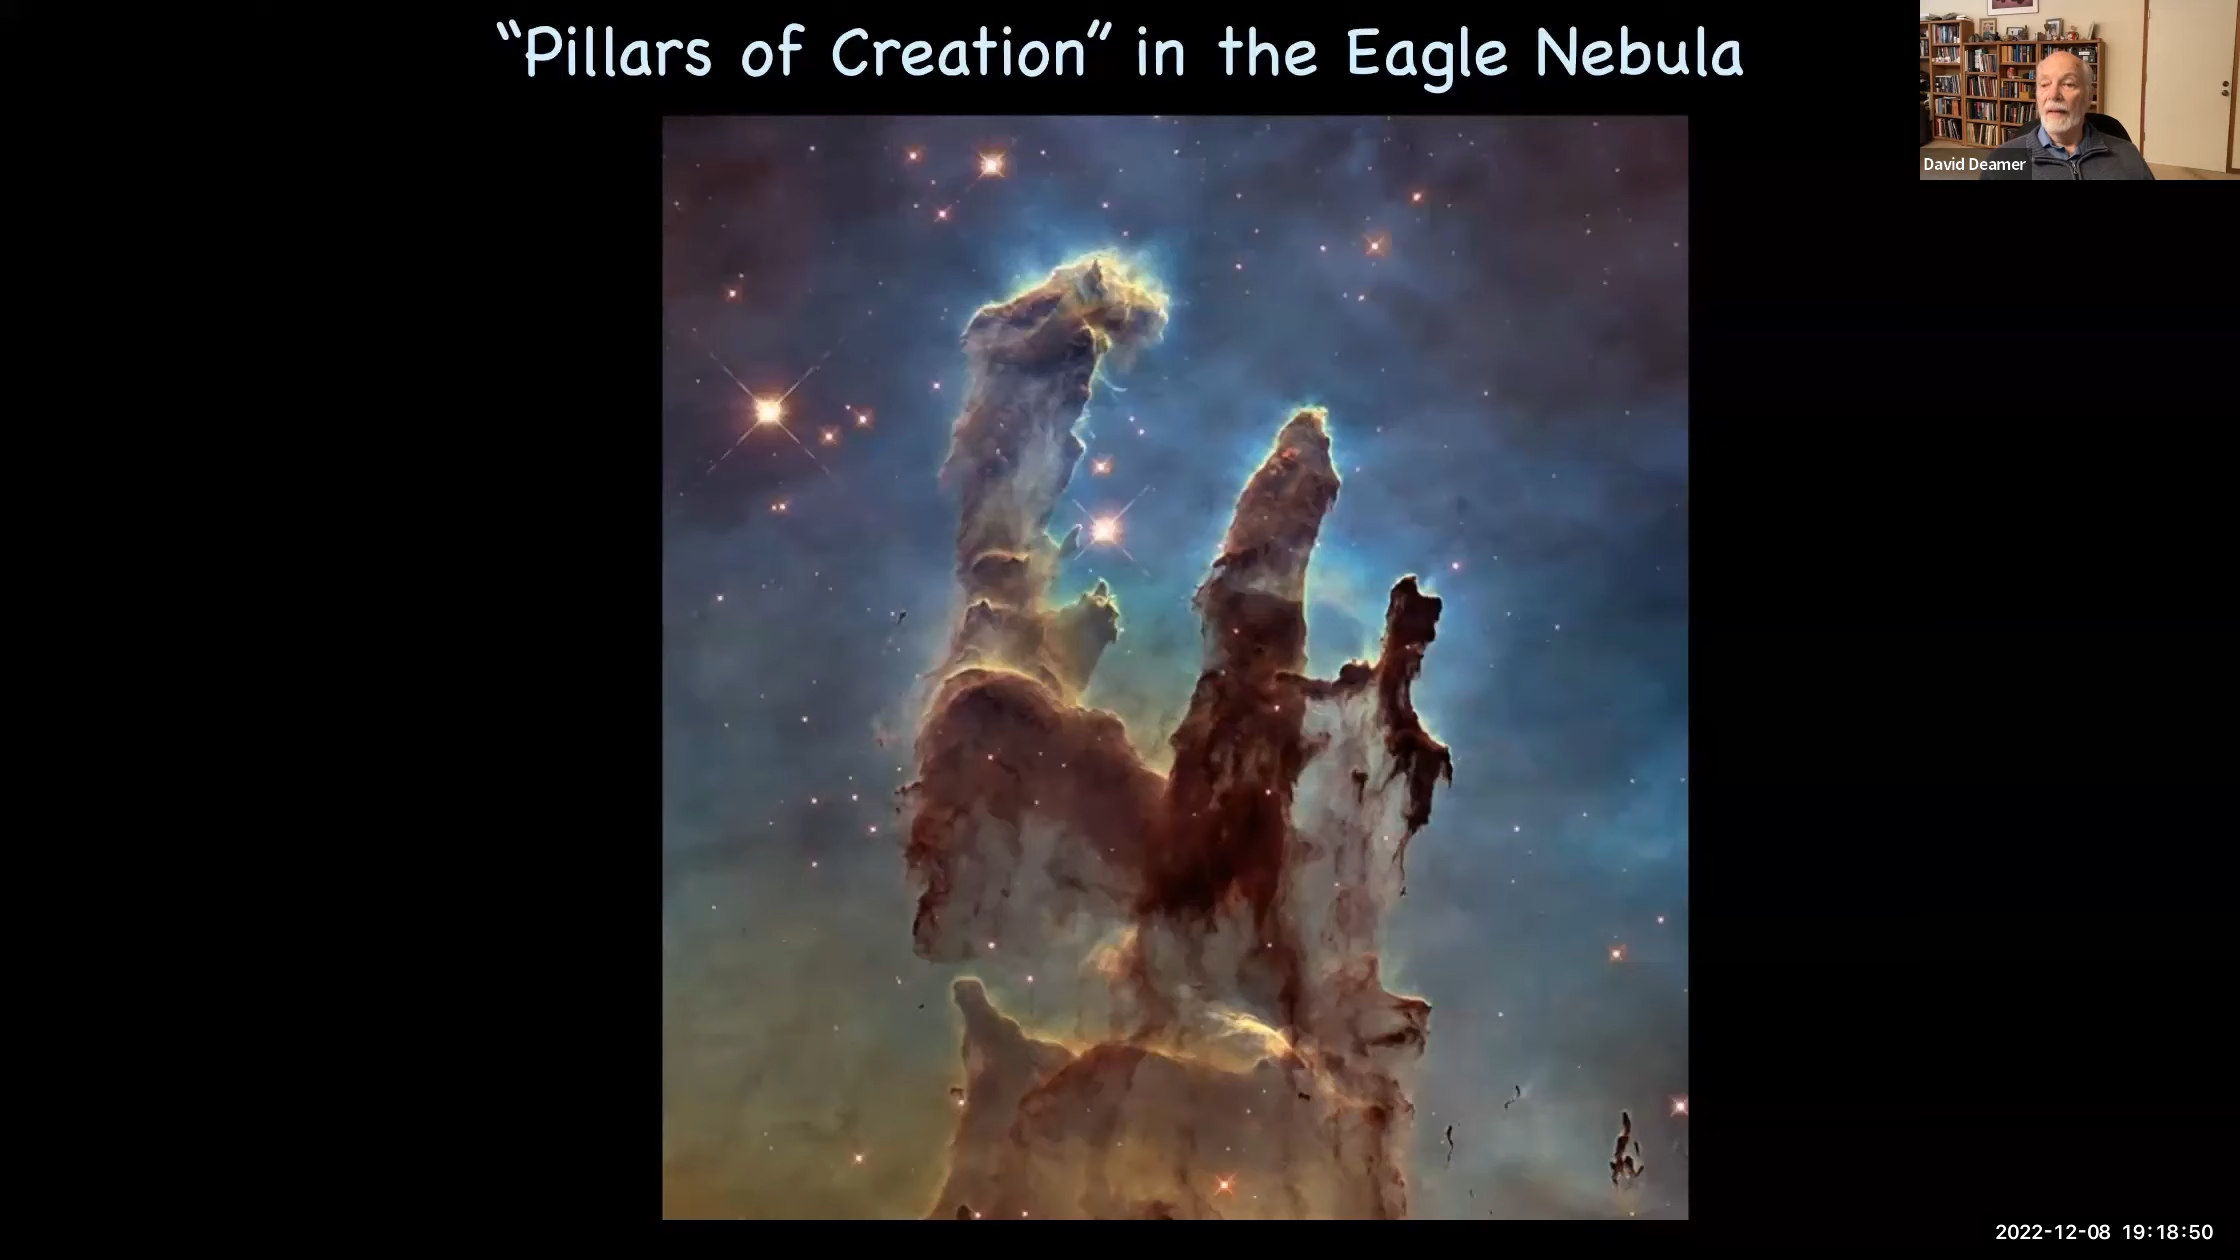 “Pillars of Creation” in the Eagle Nebula
David Deamer
2022-12-08 19:18:50